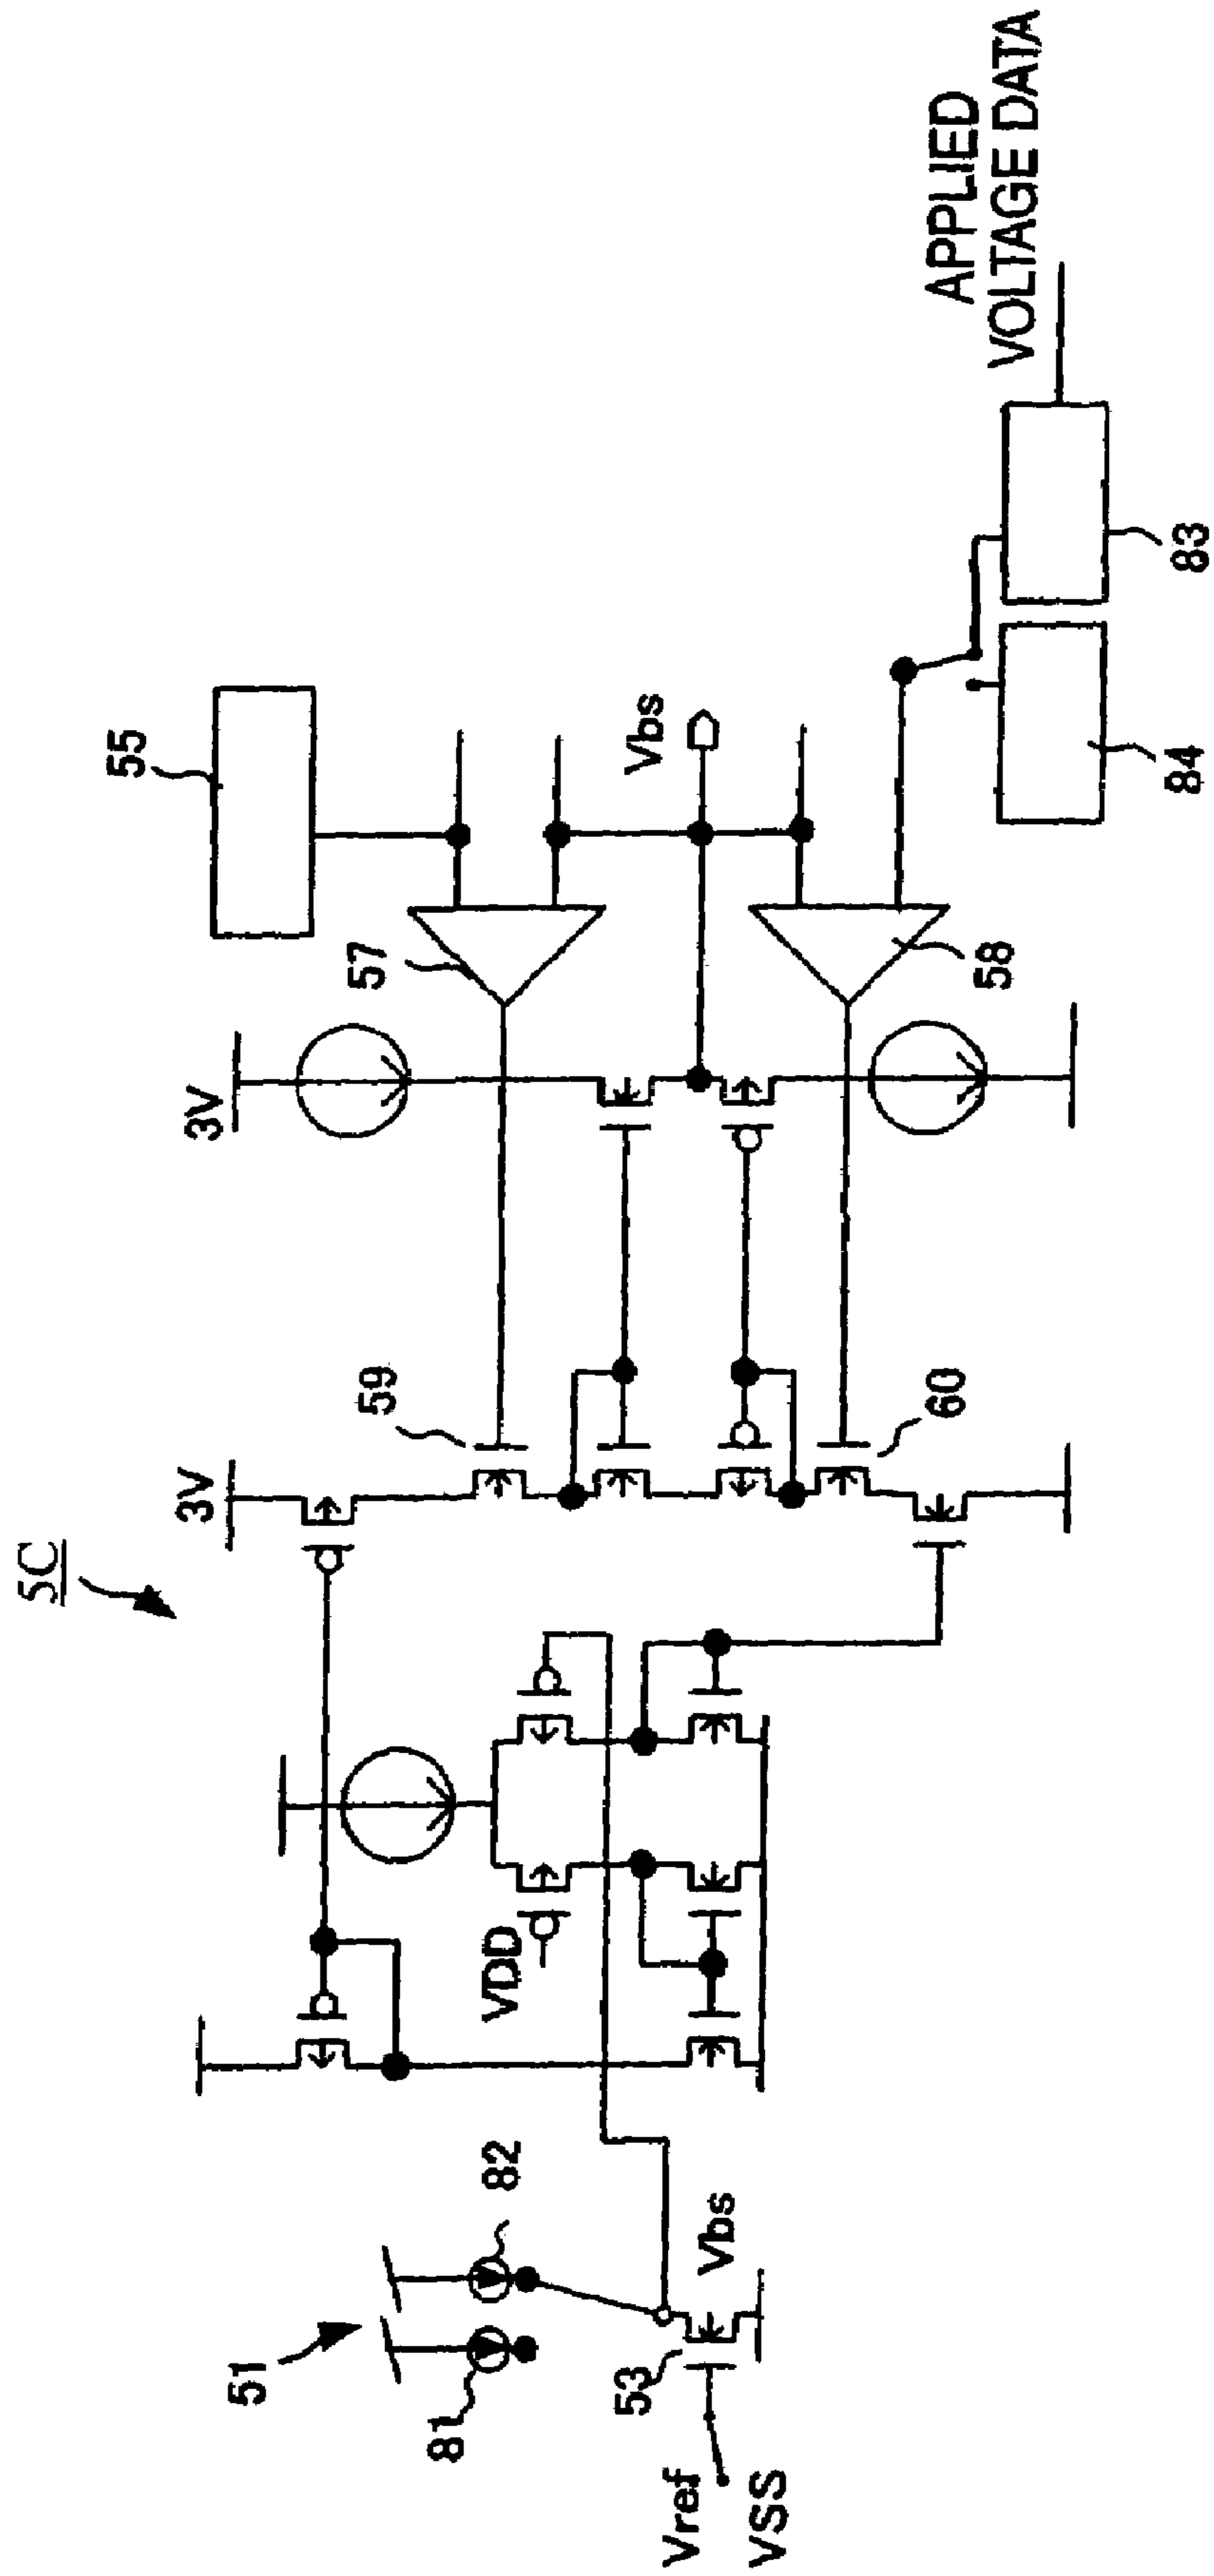 5C
51
81
82
53
Vref
VSS
Vbs
VDD
3V
59
60
3V
57
58
55
Vbs
84
83
APPLIED
VOLTAGE DATA